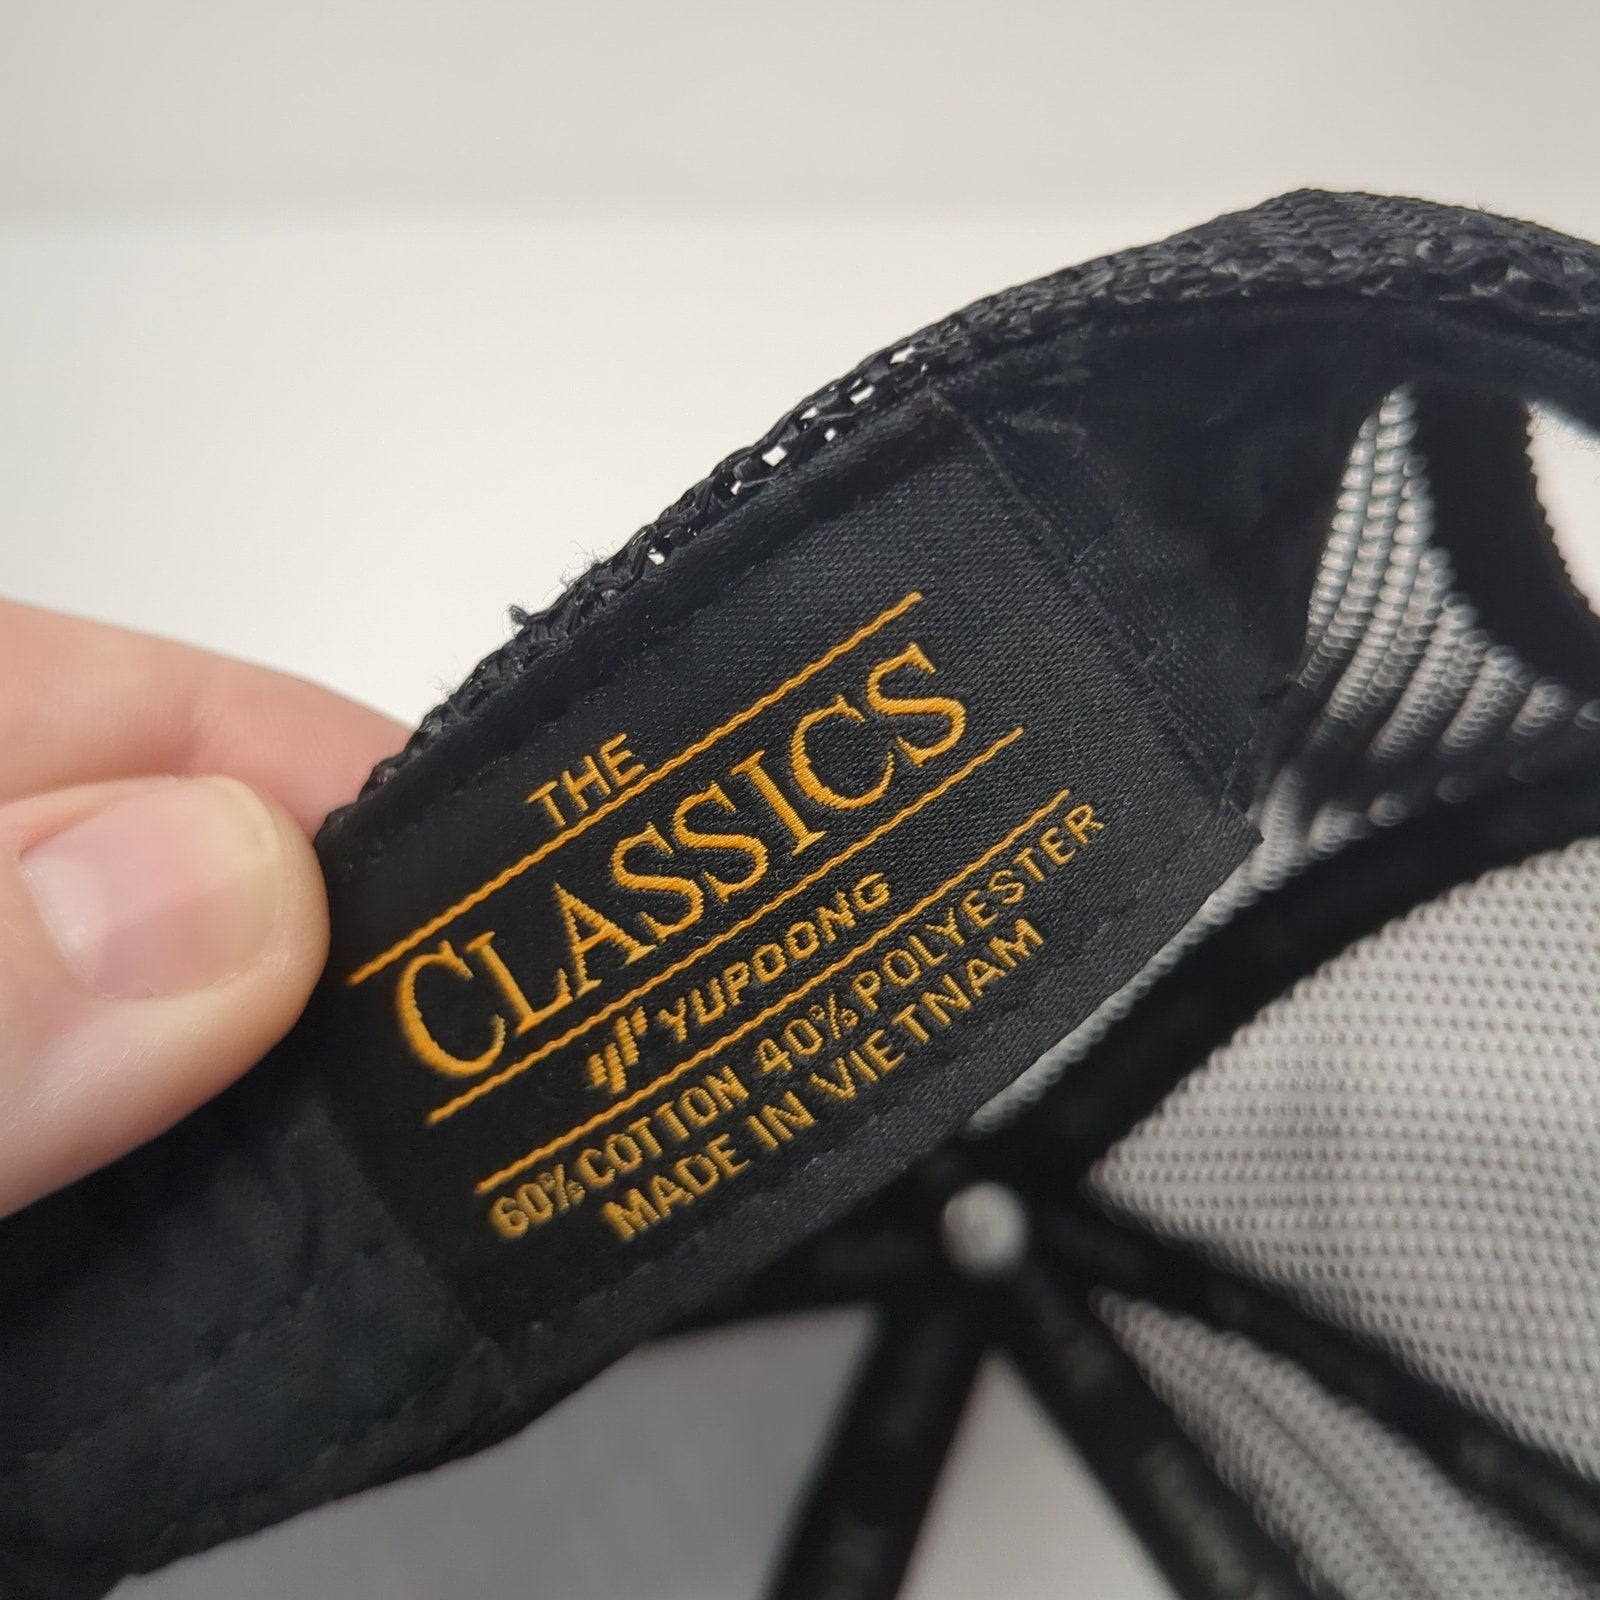 THE
CLASSICS
YUPOONG
60% COTTON 40% POLYESTER
MADE IN VIETNAM